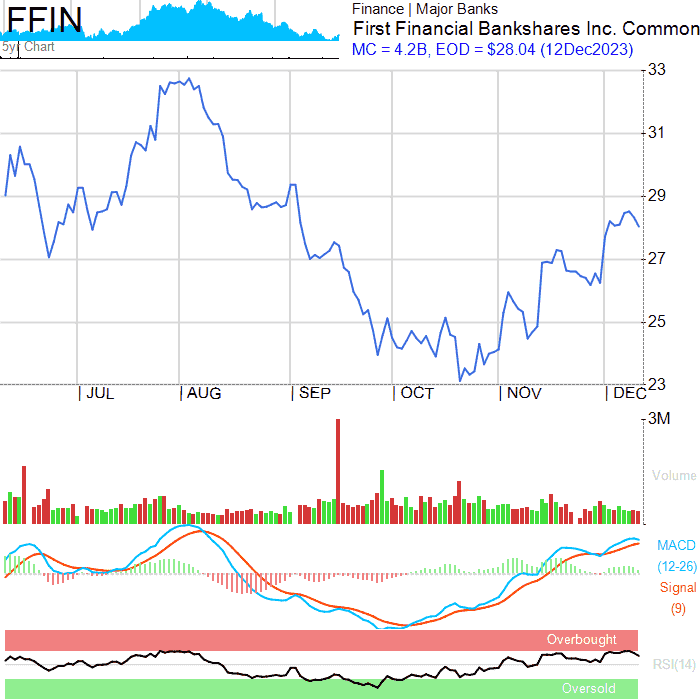 FFIN
5yr Chart
Finance | Major Banks
First Financial Bankshares Inc. Common
MC = 4.2B, EOD = $28.04 (12Dec2023)
33
31
29
27
25
23
| JUL | AUG | SEP | OCT | NOV | DEC
3M
Volume
MACD
(12-26)
Signal
(9)
Overbought
RSI(14)
Oversold